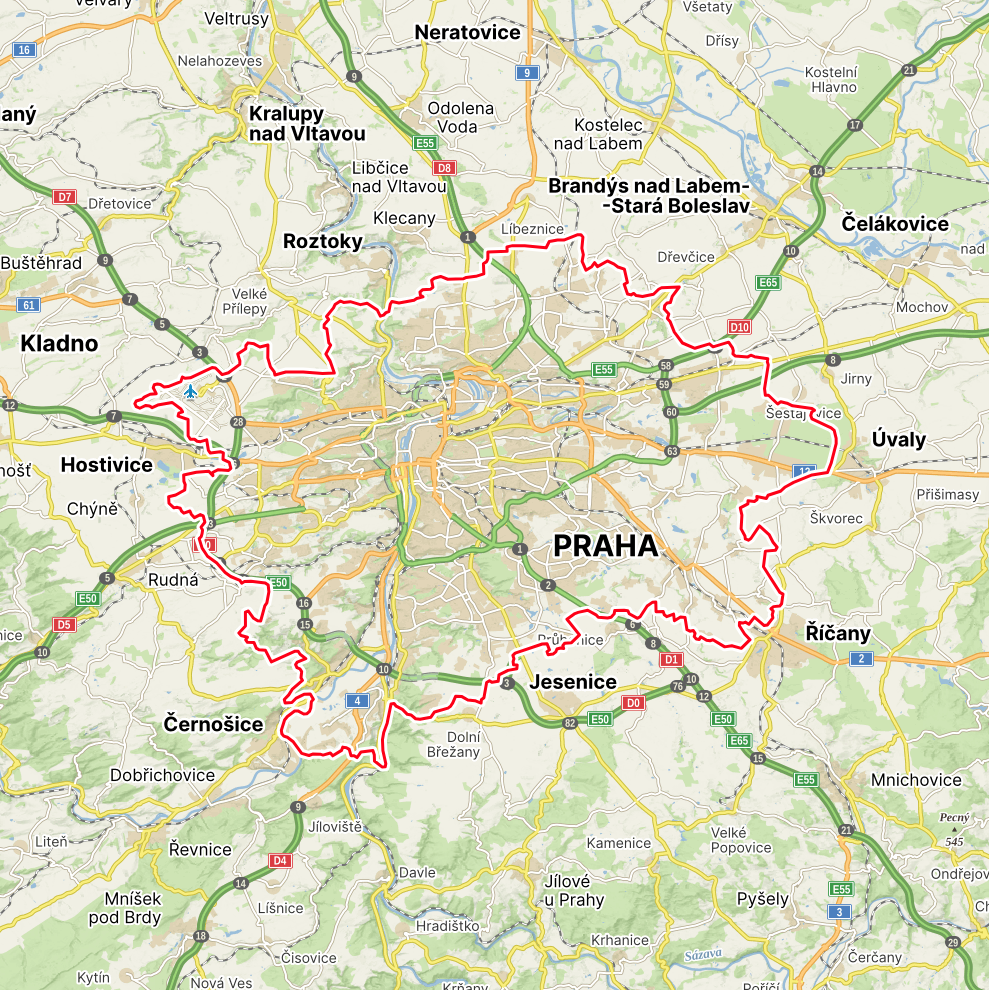 Velvary
Veltrusy
Všetaty
Neratovice
Dřísy
16
Nelahozeves
9
9
21
Kostelní
Hlavno
Odolena
Voda
Kralupy
nad Vltavou
17
Kostelec
nad Labem
E55
D8
Libčice
nad Vltavou
14
D7
Dřetovice
Brandýs nad Labem-
-Stará Boleslav
Klecany
Čelákovice
Líbeznice
1
Roztoky
10
nad
Dřevčice
Buštěhrad
9
E65
Velké
Přílepy
7
61
Mochov
5
D10
Kladno
3
8
58
E55
Jirny
59
12
7
60
Šestajovice
28
Úvaly
63
Hostivice
nošť
12
Přišimasy
Chýně
Škvorec
PRAHA
1
5
Rudná
E50
2
E50
16
D5
15
6
Říčany
Průhonice
8
10
D1
2
10
3
Jesenice
76
10
12
4
D0
82
E50
E50
Černošice
E65
Dolní
Břežany
15
Dobřichovice
E55
Mnichovice
9
Pecný
545
Jíloviště
21
Velké
Popovice
Liteň
Kamenice
Řevnice
D4
Davle
Ondřejov
14
Jílové
u Prahy
E55
Mníšek
pod Brdy
Pyšely
Líšnice
3
Hradištko
18
Krhanice
29
Sázava
Čisovice
Čerčany
Kytín
Nová Ves
Krňany
Poříčí